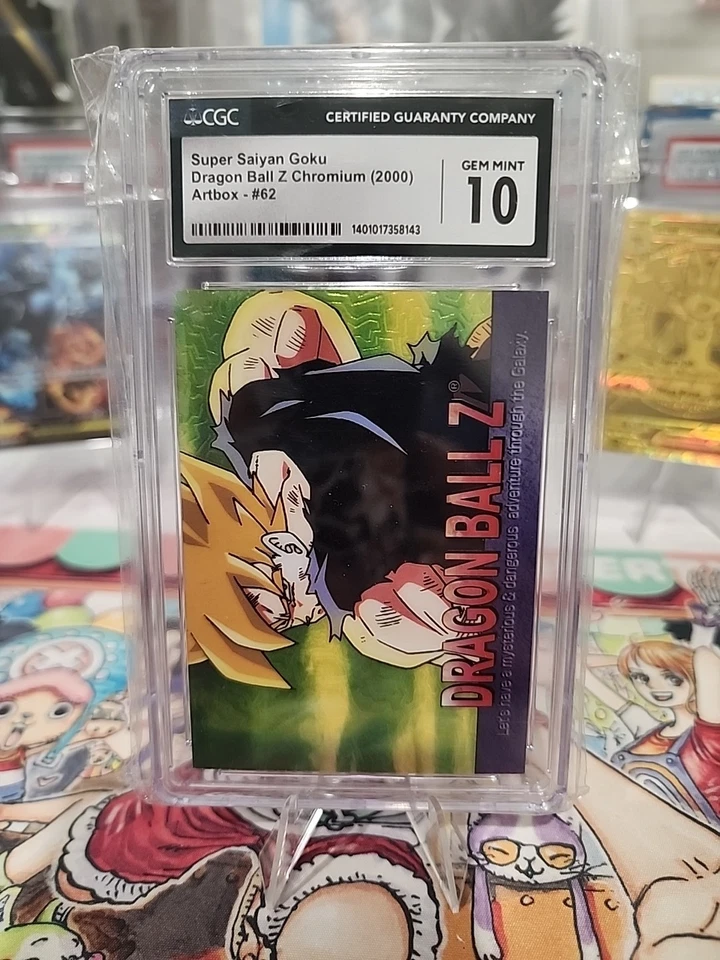 CGC CERTIFIED GUARANTY COMPANY
Super Saiyan Goku
Dragon Ball Z Chromium (2000)
Artbox - #62
GEM MINT
10
1401017358143
DRAGON BALL Z®
Let's have a mysterious & dangerous adventure through the Galaxy.